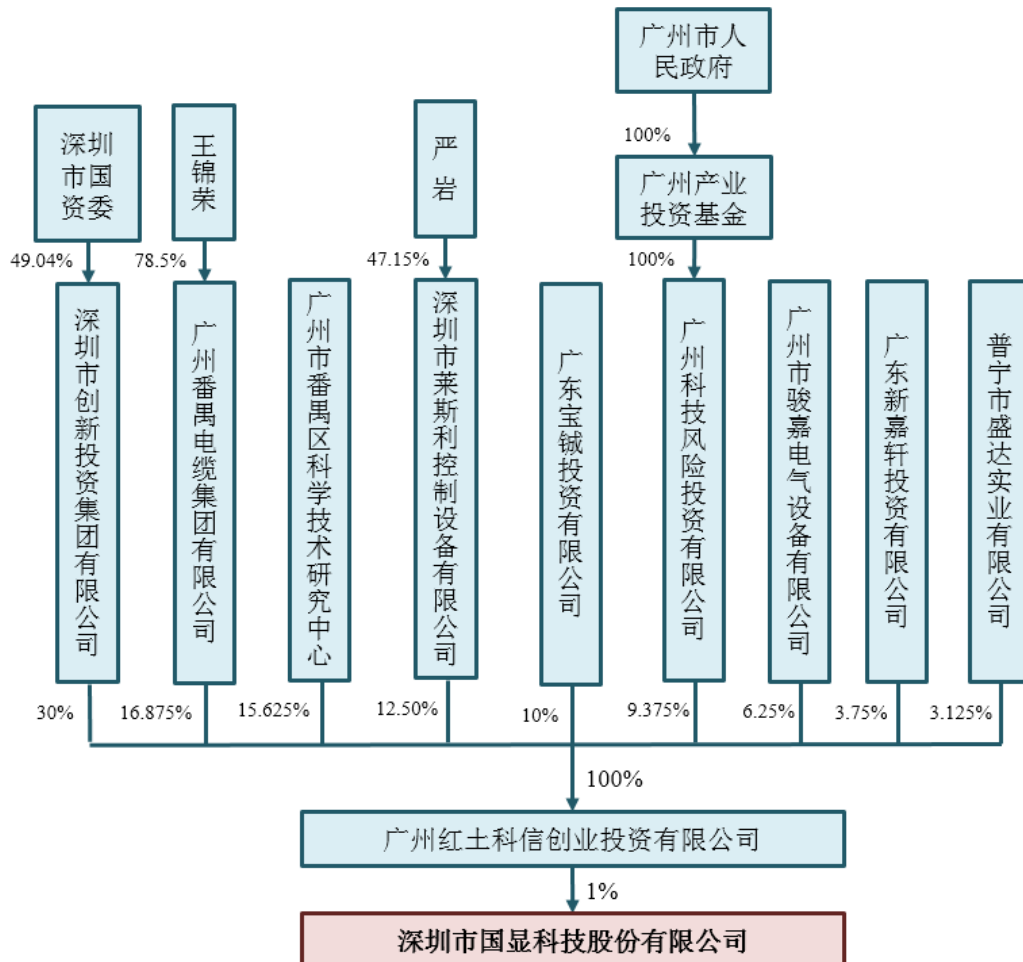 广州市人
民政府
100%
深圳
市国
资委
王锦荣
严岩
广州产业
投资基金
49.04%
78.5%
47.15%
100%
深圳市创新投资集团有限公司
广州番禺电缆集团有限公司
广州市番禺区科学技术研究中心
深圳市莱斯利控制设备有限公司
广东宝铖投资有限公司
广州科技风险投资有限公司
广州市骏嘉电气设备有限公司
广东新嘉轩投资有限公司
普宁市盛达实业有限公司
30%
16.875%
15.625%
12.50%
10%
9.375%
6.25%
3.75%
3.125%
100%
广州红土科信创业投资有限公司
1%
深圳市国显科技股份有限公司